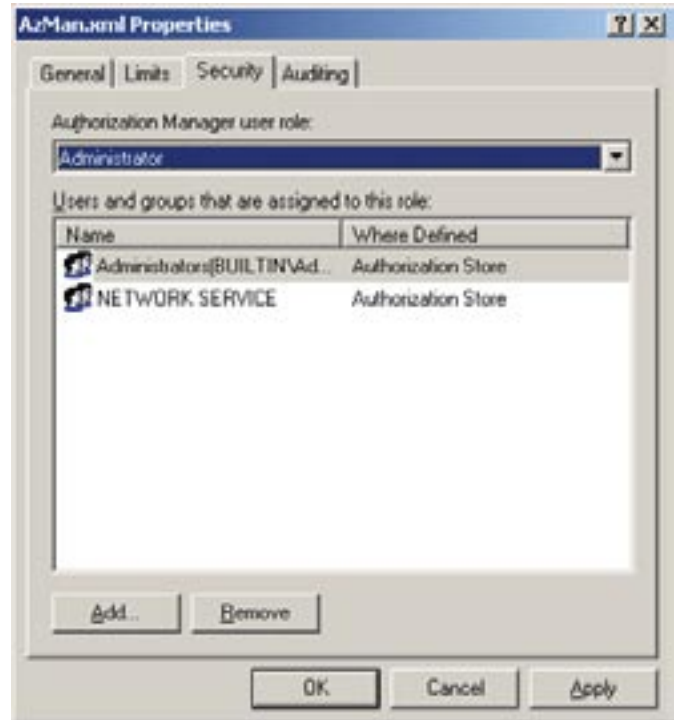 AzMan.xml Properties
General Limits Security Auditing
Authorization Manager user role:
Administrator
Users and groups that are assigned to this role:
Name Where Defined
Administrators(BUILTIN\Ad... Authorization Store
NETWORK SERVICE Authorization Store
Add... Remove
OK Cancel Apply